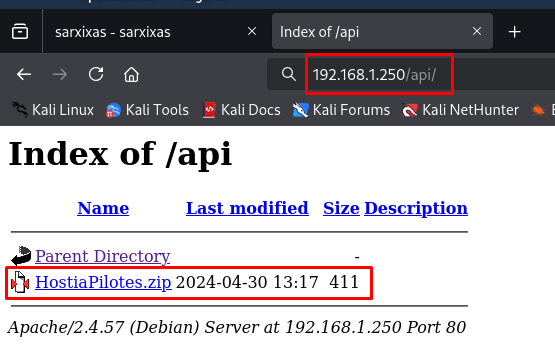 sarxixas - sarxixas
Index of /api
192.168.1.250/api/
Kali Linux Kali Tools Kali Docs Kali Forums Kali NetHunter
Index of /api
Name Last modified Size Description
Parent Directory -
HostiaPilotes.zip 2024-04-30 13:17 411
Apache/2.4.57 (Debian) Server at 192.168.1.250 Port 80